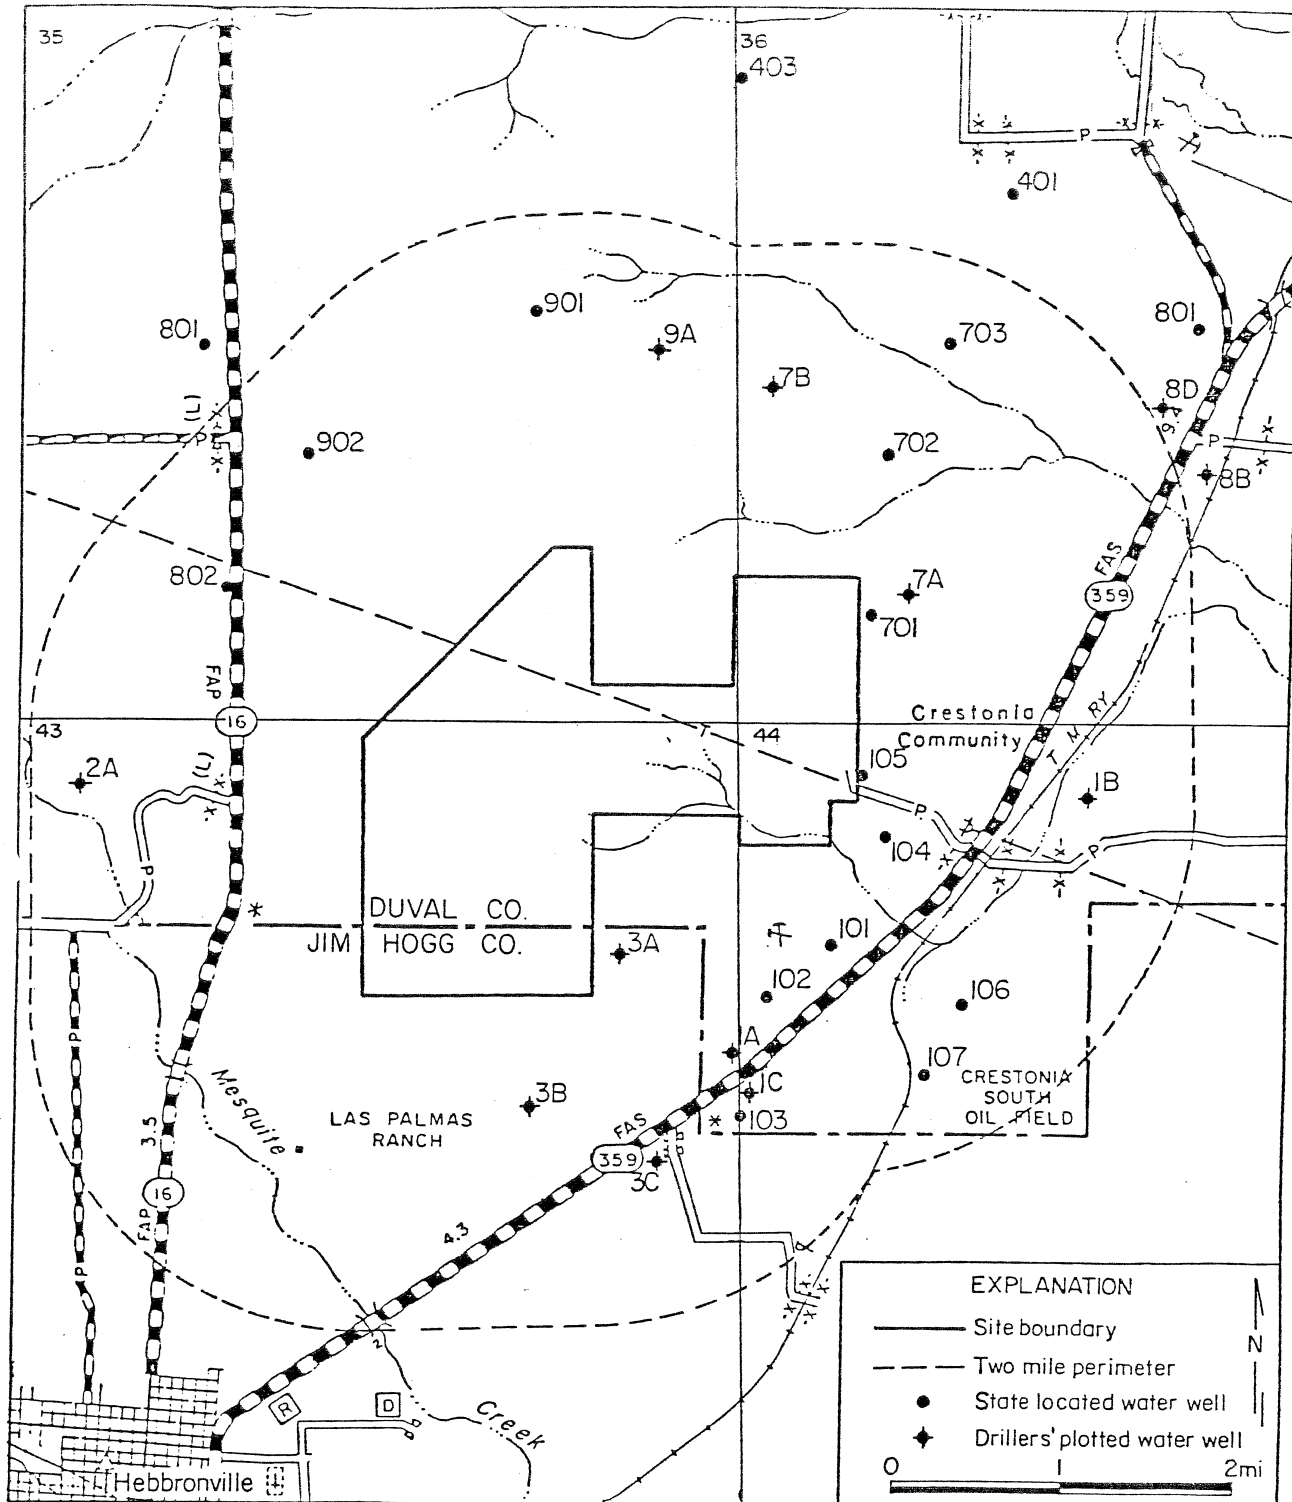 35
36
403
P
401
901
801
9A
703
801
7B
8D
(L)
9.4
P
902
702
P
8B
FAS
802
7A
359
701
FAP
16
Crestonia
Community
T M RY
43
44
2A
(L)
105
1B
P
104
P
P
*
DUVAL CO.
JIM HOGG CO.
3A
101
102
106
P
1A
107
Mesquite
1C
CRESTONIA
SOUTH
OIL FIELD
3B
LAS PALMAS
RANCH
FAS
*
103
3.5
359
3C
16
FAP
4.3
P
2
R
D
Creek
Hebbronville
EXPLANATION
Site boundary
Two mile perimeter
State located water well
Drillers' plotted water well
N
0 1 2mi